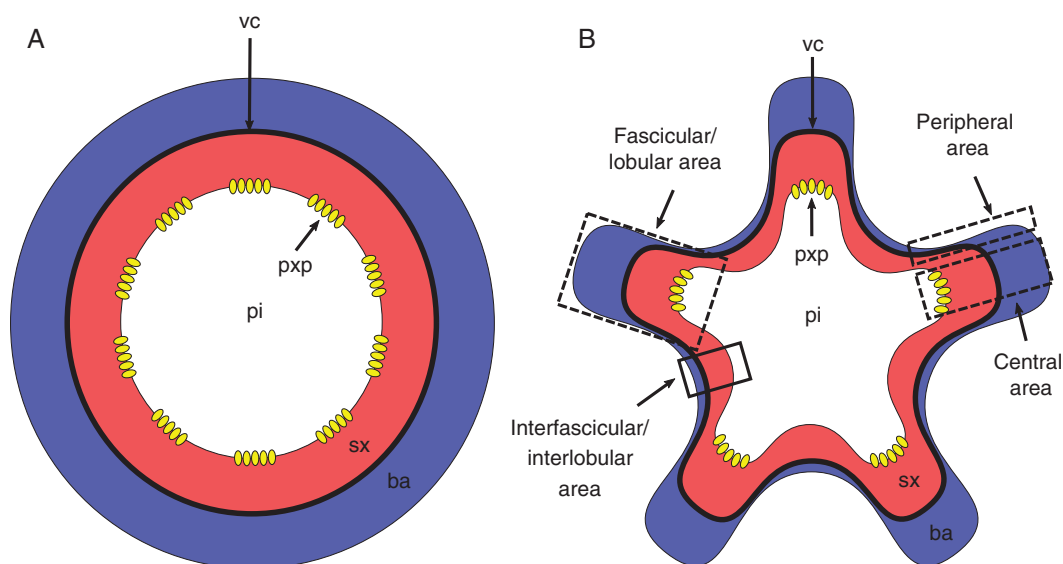 A
vc
pxp
pi
sx
ba
B
vc
Fascicular/
lobular area
Peripheral
area
pxp
pi
Central
area
Interfascicular/
interlobular
area
sx
ba